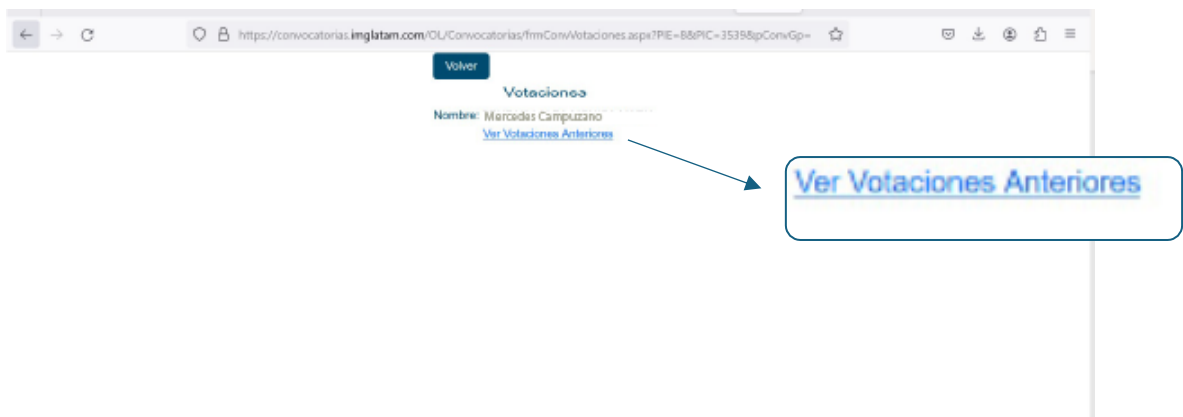 https://convocatorias.imglatam.com/OL/Convocatorias/frmConvVotaciones.aspx?PIE=8&PIC=3539&pConvGp=
Volver
Votaciones
Nombre: Mercedes Campuzano
Ver Votaciones Anteriores
Ver Votaciones Anteriores